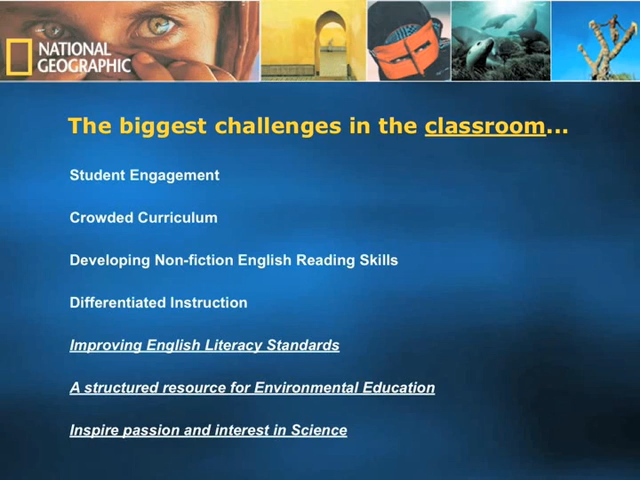 NATIONAL
GEOGRAPHIC
The biggest challenges in the classroom...
Student Engagement
Crowded Curriculum
Developing Non-fiction English Reading Skills
Differentiated Instruction
Improving English Literacy Standards
A structured resource for Environmental Education
Inspire passion and interest in Science